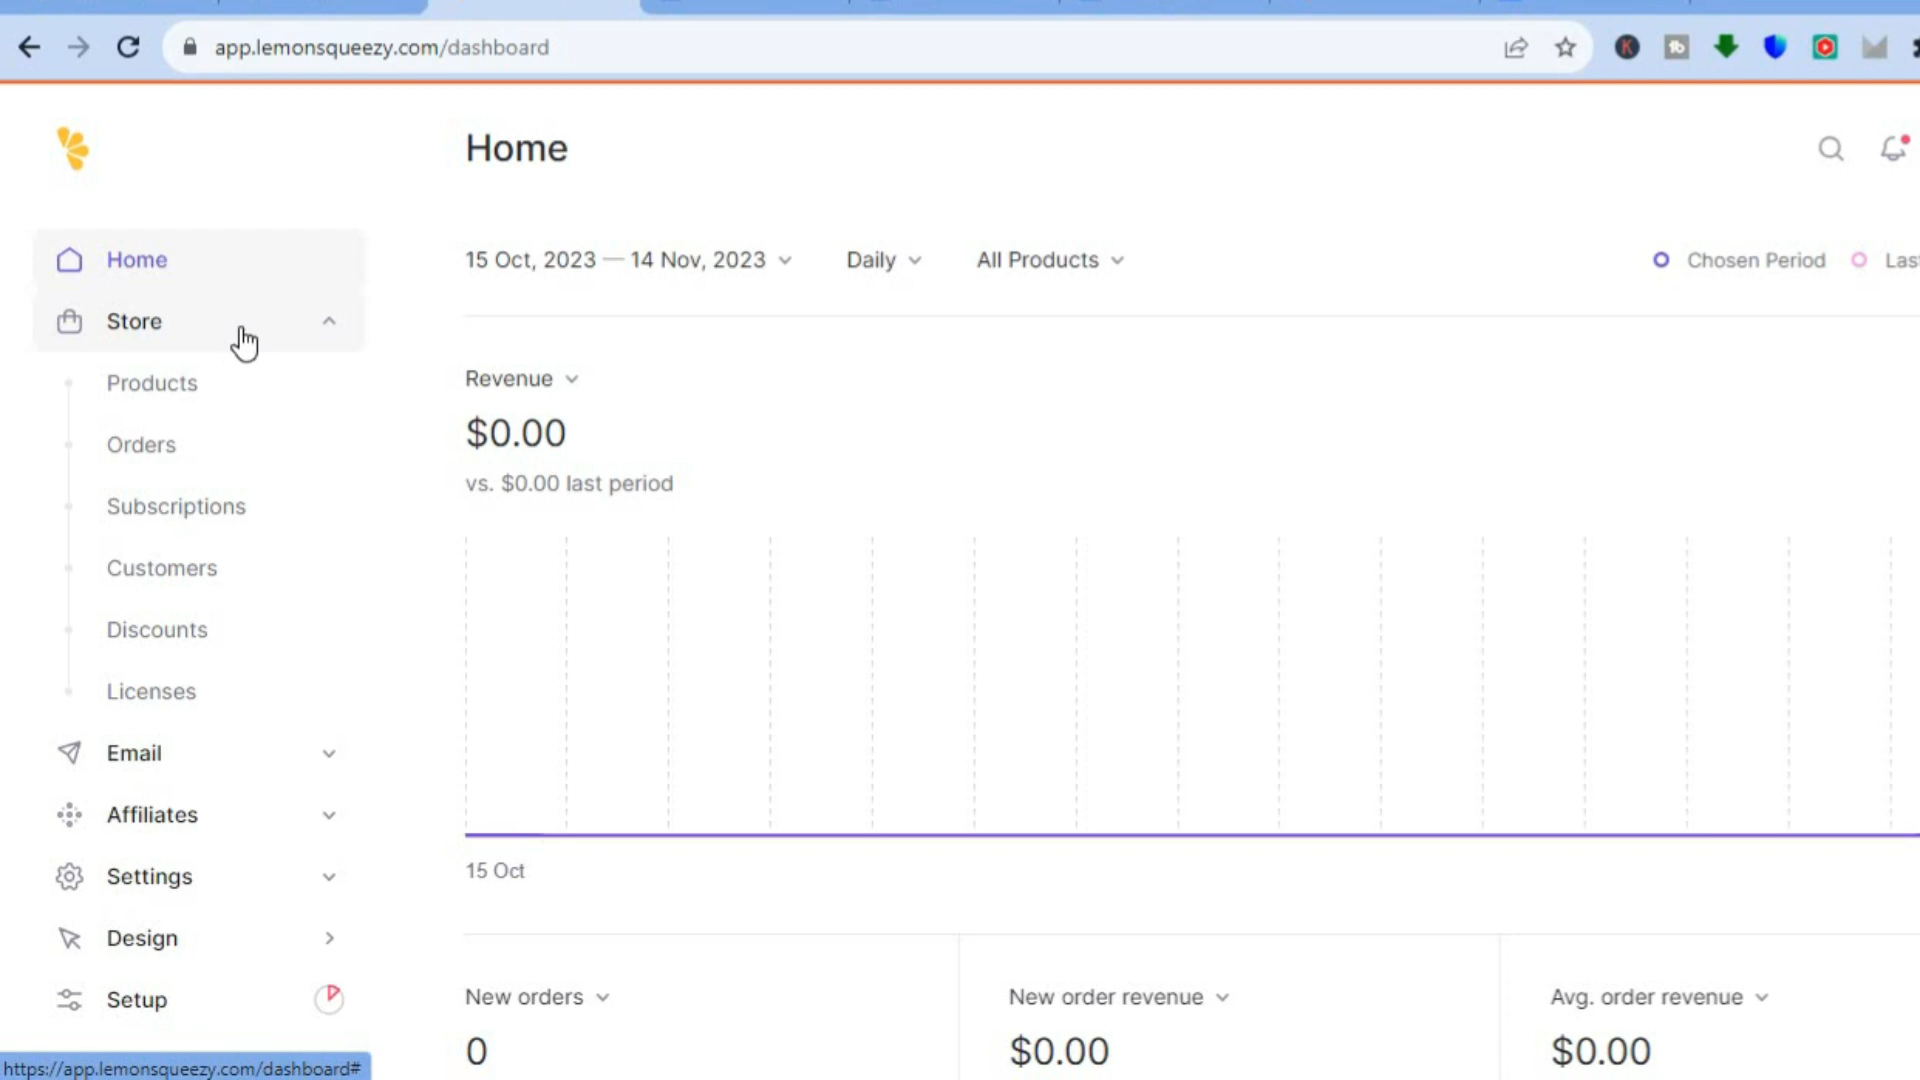 app.lemonsqueezy.com/dashboard
Home
Home
15 Oct, 2023 — 14 Nov, 2023
Daily
All Products
Chosen Period
Store
Products
Orders
Subscriptions
Customers
Discounts
Licenses
Email
Affiliates
Settings
Design
Setup
Revenue
$0.00
vs. $0.00 last period
15 Oct
New orders
0
New order revenue
$0.00
Avg. order revenue
$0.00
https://app.lemonsqueezy.com/dashboard#